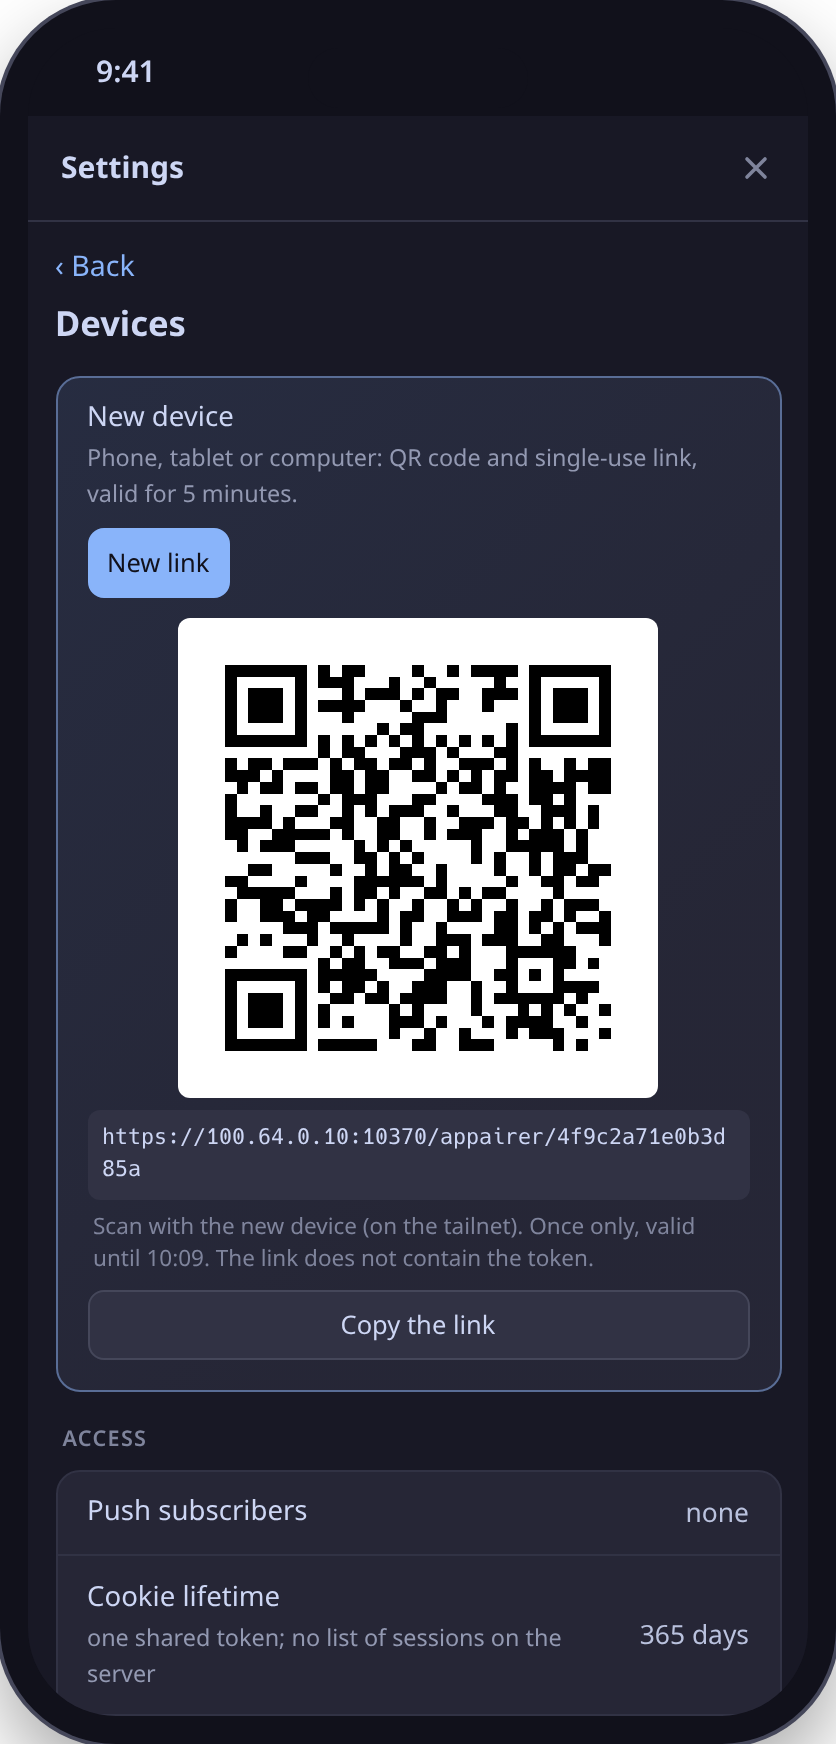 9:41
Settings
‹ Back
Devices
New device
Phone, tablet or computer: QR code and single-use link,
valid for 5 minutes.
New link
https://100.64.0.10:10370/appairer/4f9c2a71e0b3d
85a
Scan with the new device (on the tailnet). Once only, valid
until 10:09. The link does not contain the token.
Copy the link
ACCESS
Push subscribers
none
Cookie lifetime
one shared token; no list of sessions on the
server
365 days